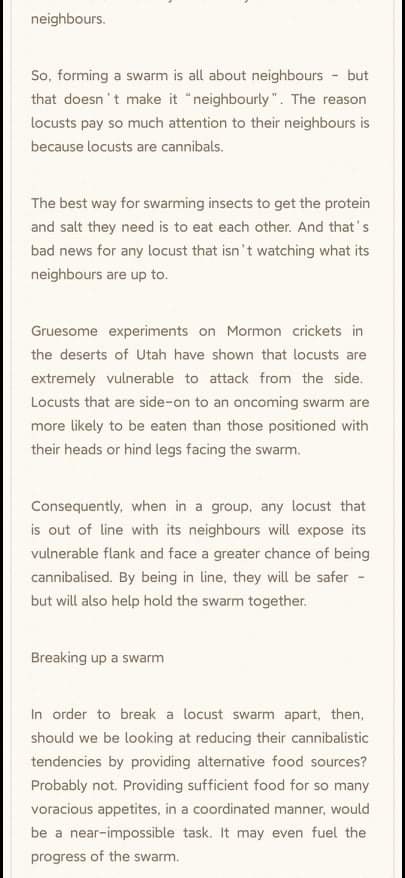 neighbours.
So, forming a swarm is all about neighbours – but
that doesn't make it "neighbourly". The reason
locusts pay so much attention to their neighbours is
because locusts are cannibals.
The best way for swarming insects to get the protein
and salt they need is to eat each other. And that's
bad news for any locust that isn't watching what its
neighbours are up to.
Gruesome experiments on Mormon crickets in
the deserts of Utah have shown that locusts are
extremely vulnerable to attack from the side.
Locusts that are side-on to an oncoming swarm are
more likely to be eaten than those positioned with
their heads or hind legs facing the swarm.
Consequently, when in a group, any locust that
is out of line with its neighbours will expose its
vulnerable flank and face a greater chance of being
cannibalised. By being in line, they will be safer –
but will also help hold the swarm together.
Breaking up a swarm
In order to break a locust swarm apart, then,
should we be looking at reducing their cannibalistic
tendencies by providing alternative food sources?
Probably not. Providing sufficient food for so many
voracious appetites, in a coordinated manner, would
be a near-impossible task. It may even fuel the
progress of the swarm.